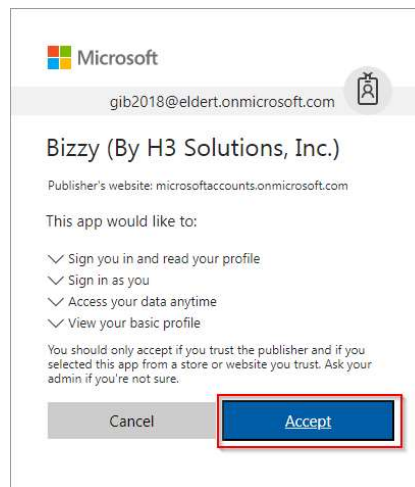 Microsoft
gib2018@eldert.onmicrosoft.com
Bizzy (By H3 Solutions, Inc.)
Publisher's website: microsoftaccounts.onmicrosoft.com
This app would like to:
Sign you in and read your profile
Sign in as you
Access your data anytime
View your basic profile
You should only accept if you trust the publisher and if you
selected this app from a store or website you trust. Ask your
admin if you're not sure.
Cancel
Accept